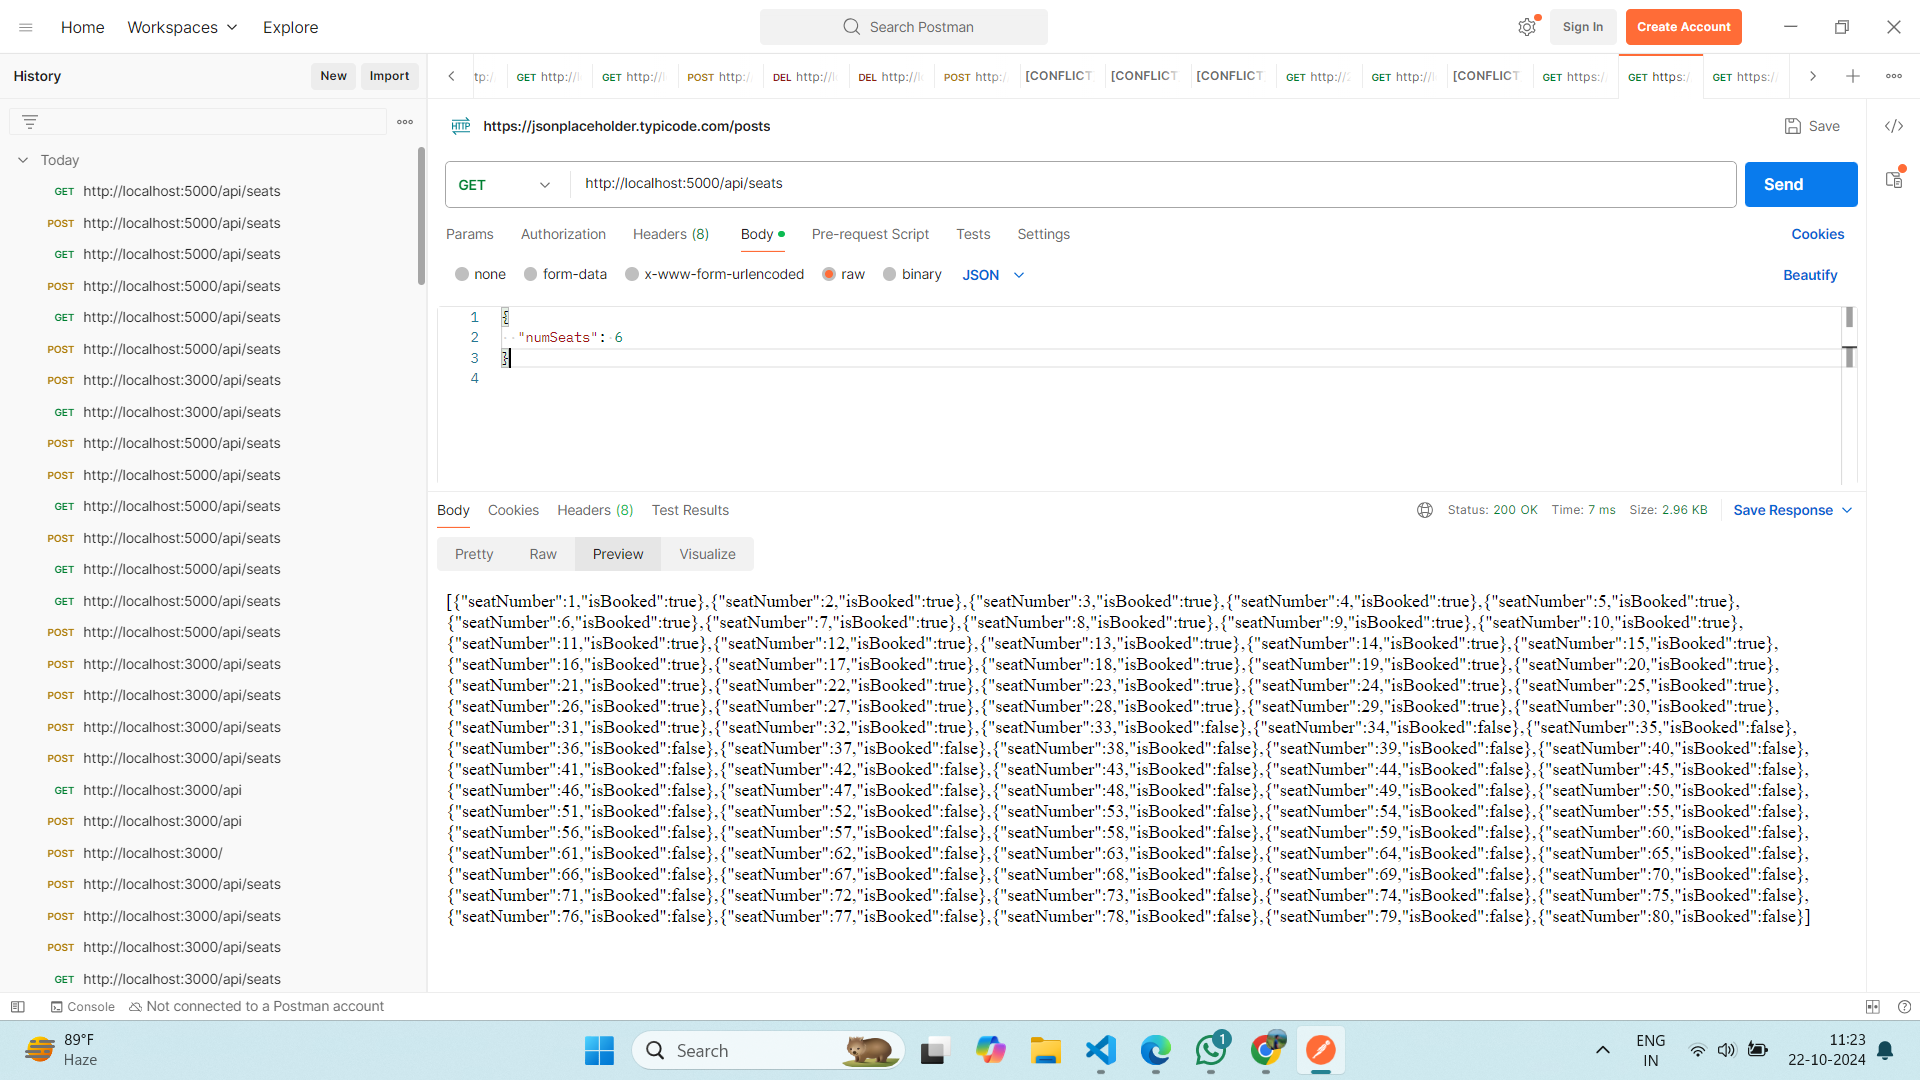 Home
Workspaces
Explore
Search Postman
Sign In
Create Account
History
New
Import
tp:/
GET http://l
GET http://l
POST http:/
DEL http://l
DEL http://l
POST http:/
[CONFLICT
[CONFLICT
[CONFLICT
GET http://
GET http://l
[CONFLICT
GET https:/
GET https:/
GET https:/
HTTP
https://jsonplaceholder.typicode.com/posts
Save
Today
GET http://localhost:5000/api/seats
POST http://localhost:5000/api/seats
GET http://localhost:5000/api/seats
POST http://localhost:5000/api/seats
GET http://localhost:5000/api/seats
POST http://localhost:5000/api/seats
POST http://localhost:3000/api/seats
GET http://localhost:3000/api/seats
POST http://localhost:5000/api/seats
POST http://localhost:5000/api/seats
GET http://localhost:5000/api/seats
POST http://localhost:5000/api/seats
GET http://localhost:5000/api/seats
GET http://localhost:5000/api/seats
POST http://localhost:5000/api/seats
POST http://localhost:3000/api/seats
POST http://localhost:3000/api/seats
POST http://localhost:3000/api/seats
POST http://localhost:3000/api/seats
GET http://localhost:3000/api
POST http://localhost:3000/api
POST http://localhost:3000/
POST http://localhost:3000/api/seats
POST http://localhost:3000/api/seats
POST http://localhost:3000/api/seats
GET http://localhost:3000/api/seats
GET
http://localhost:5000/api/seats
Send
Params
Authorization
Headers (8)
Body
Pre-request Script
Tests
Settings
Cookies
none
form-data
x-www-form-urlencoded
raw
binary
JSON
Beautify
1 {
2 "numSeats": 6
3 }
4
Body
Cookies
Headers (8)
Test Results
Status: 200 OK
Time: 7 ms
Size: 2.96 KB
Save Response
Pretty
Raw
Preview
Visualize
[{"seatNumber":1,"isBooked":true},{"seatNumber":2,"isBooked":true},{"seatNumber":3,"isBooked":true},{"seatNumber":4,"isBooked":true},{"seatNumber":5,"isBooked":true},
{"seatNumber":6,"isBooked":true},{"seatNumber":7,"isBooked":true},{"seatNumber":8,"isBooked":true},{"seatNumber":9,"isBooked":true},{"seatNumber":10,"isBooked":true},
{"seatNumber":11,"isBooked":true},{"seatNumber":12,"isBooked":true},{"seatNumber":13,"isBooked":true},{"seatNumber":14,"isBooked":true},{"seatNumber":15,"isBooked":true},
{"seatNumber":16,"isBooked":true},{"seatNumber":17,"isBooked":true},{"seatNumber":18,"isBooked":true},{"seatNumber":19,"isBooked":true},{"seatNumber":20,"isBooked":true},
{"seatNumber":21,"isBooked":true},{"seatNumber":22,"isBooked":true},{"seatNumber":23,"isBooked":true},{"seatNumber":24,"isBooked":true},{"seatNumber":25,"isBooked":true},
{"seatNumber":26,"isBooked":true},{"seatNumber":27,"isBooked":true},{"seatNumber":28,"isBooked":true},{"seatNumber":29,"isBooked":true},{"seatNumber":30,"isBooked":true},
{"seatNumber":31,"isBooked":true},{"seatNumber":32,"isBooked":true},{"seatNumber":33,"isBooked":false},{"seatNumber":34,"isBooked":false},{"seatNumber":35,"isBooked":false},
{"seatNumber":36,"isBooked":false},{"seatNumber":37,"isBooked":false},{"seatNumber":38,"isBooked":false},{"seatNumber":39,"isBooked":false},{"seatNumber":40,"isBooked":false},
{"seatNumber":41,"isBooked":false},{"seatNumber":42,"isBooked":false},{"seatNumber":43,"isBooked":false},{"seatNumber":44,"isBooked":false},{"seatNumber":45,"isBooked":false},
{"seatNumber":46,"isBooked":false},{"seatNumber":47,"isBooked":false},{"seatNumber":48,"isBooked":false},{"seatNumber":49,"isBooked":false},{"seatNumber":50,"isBooked":false},
{"seatNumber":51,"isBooked":false},{"seatNumber":52,"isBooked":false},{"seatNumber":53,"isBooked":false},{"seatNumber":54,"isBooked":false},{"seatNumber":55,"isBooked":false},
{"seatNumber":56,"isBooked":false},{"seatNumber":57,"isBooked":false},{"seatNumber":58,"isBooked":false},{"seatNumber":59,"isBooked":false},{"seatNumber":60,"isBooked":false},
{"seatNumber":61,"isBooked":false},{"seatNumber":62,"isBooked":false},{"seatNumber":63,"isBooked":false},{"seatNumber":64,"isBooked":false},{"seatNumber":65,"isBooked":false},
{"seatNumber":66,"isBooked":false},{"seatNumber":67,"isBooked":false},{"seatNumber":68,"isBooked":false},{"seatNumber":69,"isBooked":false},{"seatNumber":70,"isBooked":false},
{"seatNumber":71,"isBooked":false},{"seatNumber":72,"isBooked":false},{"seatNumber":73,"isBooked":false},{"seatNumber":74,"isBooked":false},{"seatNumber":75,"isBooked":false},
{"seatNumber":76,"isBooked":false},{"seatNumber":77,"isBooked":false},{"seatNumber":78,"isBooked":false},{"seatNumber":79,"isBooked":false},{"seatNumber":80,"isBooked":false}]
Console
Not connected to a Postman account
89°F
Haze
Search
1
ENG
IN
11:23
22-10-2024